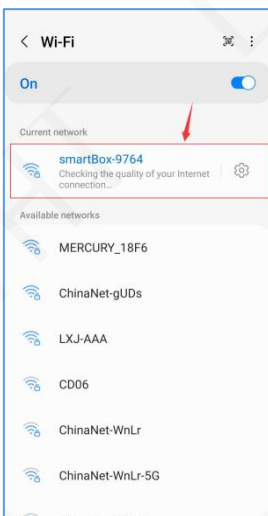 Wi-Fi
On
Current network
smartBox-9764
Checking the quality of your Internet
connection...
Available networks
MERCURY_18F6
ChinaNet-gUDs
LXJ-AAA
CD06
ChinaNet-WnLr
ChinaNet-WnLr-5G